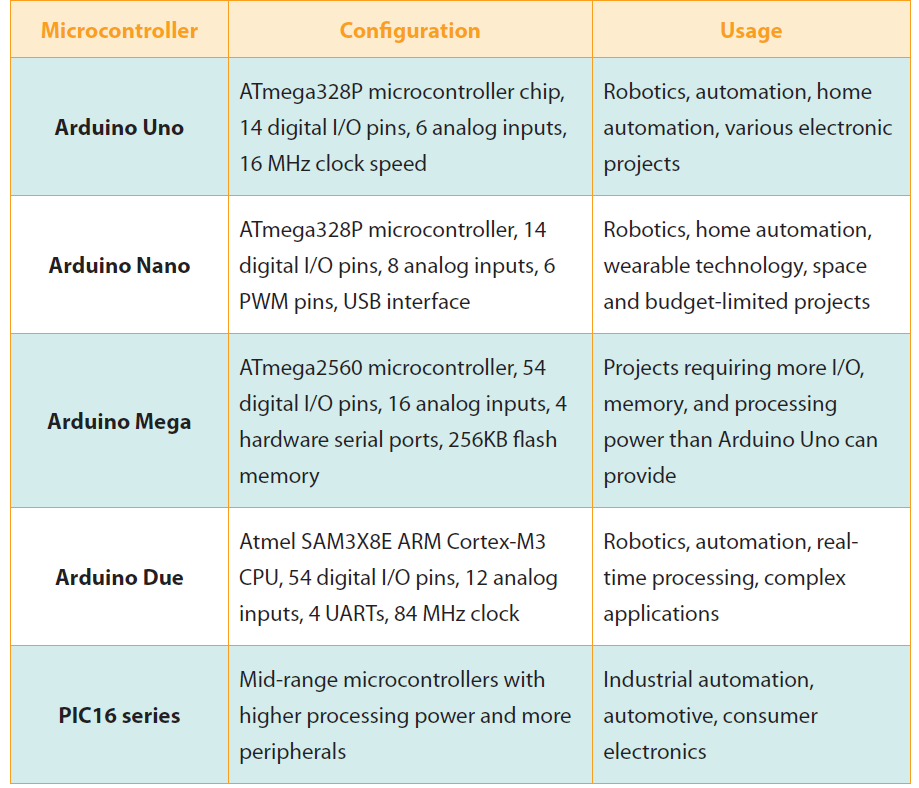 Microcontroller
Configuration
Usage
Arduino Uno
ATmega328P microcontroller chip,
14 digital I/O pins, 6 analog inputs,
16 MHz clock speed
Robotics, automation, home
automation, various electronic
projects
Arduino Nano
ATmega328P microcontroller, 14
digital I/O pins, 8 analog inputs, 6
PWM pins, USB interface
Robotics, home automation,
wearable technology, space
and budget-limited projects
Arduino Mega
ATmega2560 microcontroller, 54
digital I/O pins, 16 analog inputs, 4
hardware serial ports, 256KB flash
memory
Projects requiring more I/O,
memory, and processing
power than Arduino Uno can
provide
Arduino Due
Atmel SAM3X8E ARM Cortex-M3
CPU, 54 digital I/O pins, 12 analog
inputs, 4 UARTs, 84 MHz clock
Robotics, automation, real-
time processing, complex
applications
PIC16 series
Mid-range microcontrollers with
higher processing power and more
peripherals
Industrial automation,
automotive, consumer
electronics